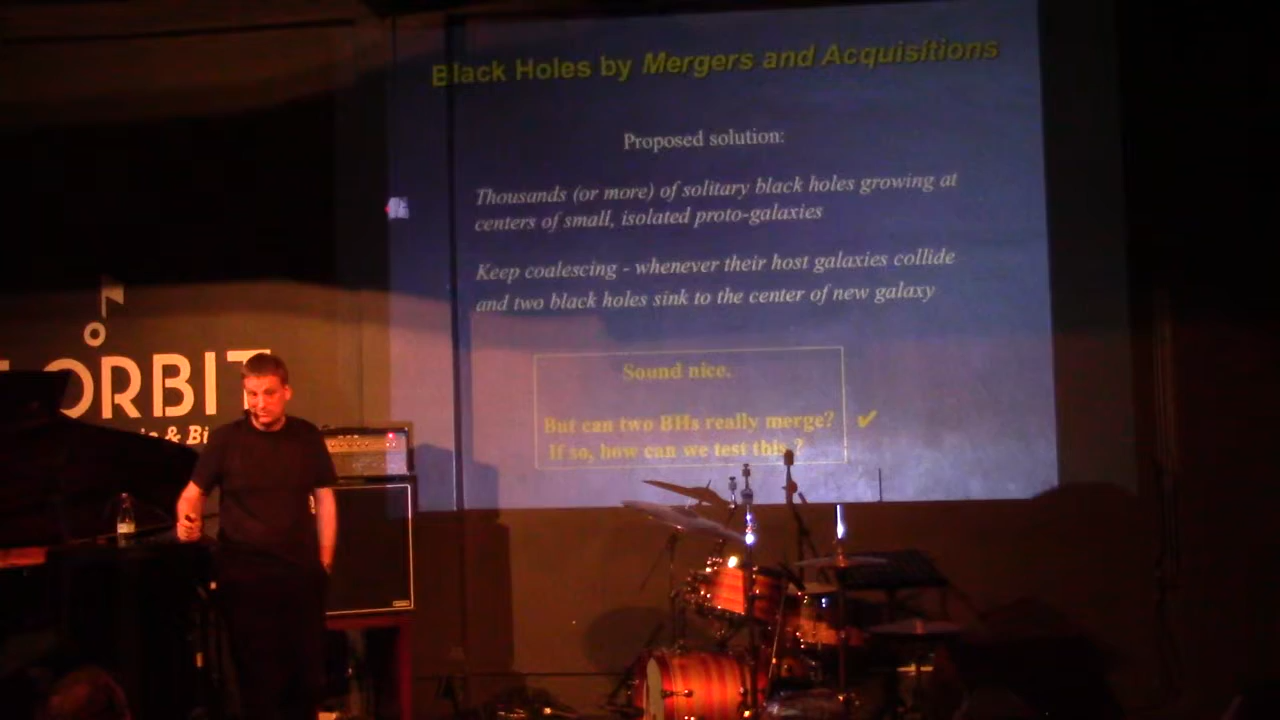 Black Holes by Mergers and Acquisitions
Proposed solution:
Thousands (or more) of solitary black holes growing at
centers of small, isolated proto-galaxies
Keep coalescing - whenever their host galaxies collide
and two black holes sink to the center of new galaxy
Sound nice.
But can two BHs really merge? ✓
If so, how can we test this ?
ORBIT
& Bi